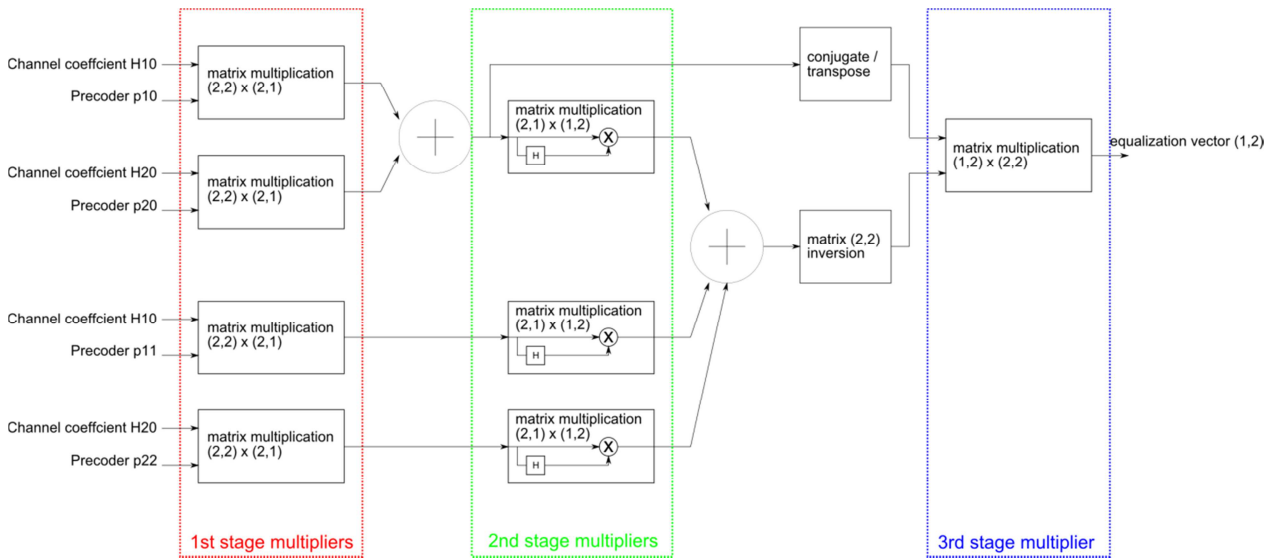 Channel coeffcient H10
Precoder p10
matrix multiplication
(2,2) x (2,1)
Channel coeffcient H20
Precoder p20
matrix multiplication
(2,2) x (2,1)
matrix multiplication
(2,1) x (1,2)
X
H
conjugate /
transpose
matrix multiplication
(1,2) x (2,2)
equalization vector (1,2)
matrix (2,2)
inversion
Channel coeffcient H10
Precoder p11
matrix multiplication
(2,2) x (2,1)
matrix multiplication
(2,1) x (1,2)
X
H
Channel coeffcient H20
Precoder p22
matrix multiplication
(2,2) x (2,1)
matrix multiplication
(2,1) x (1,2)
X
H
1st stage multipliers
2nd stage multipliers
3rd stage multiplier